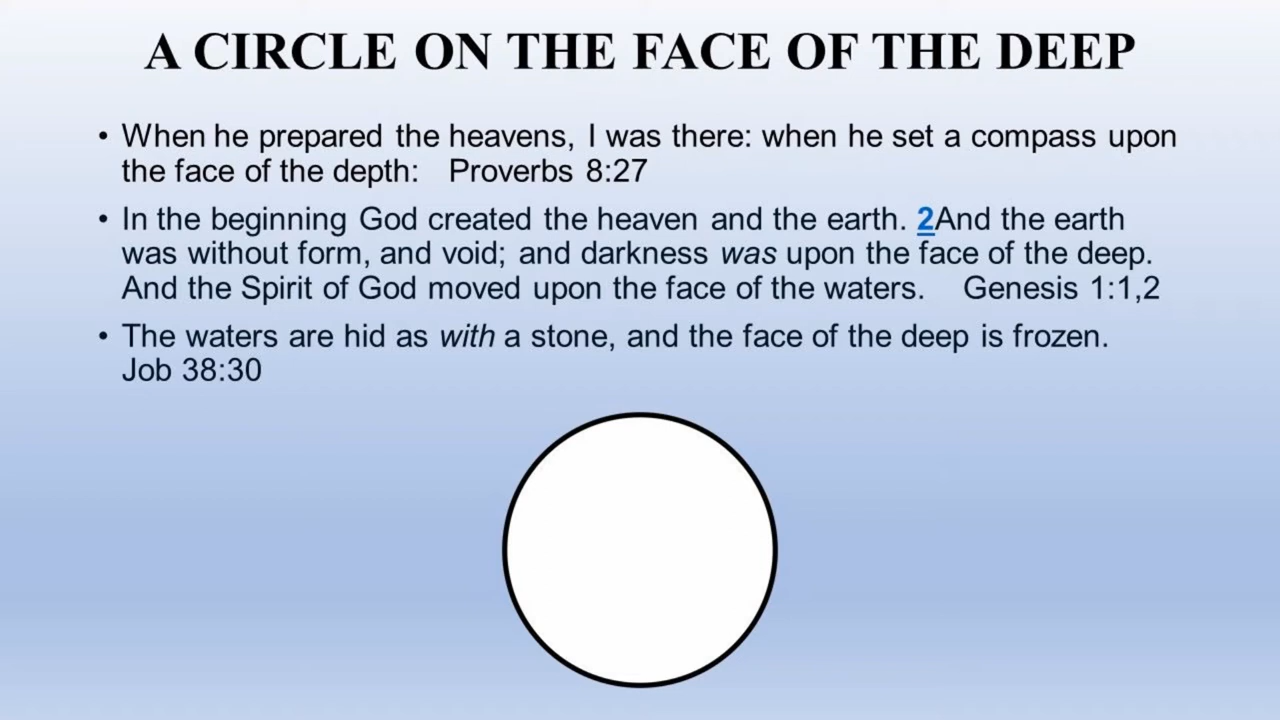 A CIRCLE ON THE FACE OF THE DEEP
• When he prepared the heavens, I was there: when he set a compass upon
the face of the depth: Proverbs 8:27
• In the beginning God created the heaven and the earth. 2And the earth
was without form, and void; and darkness was upon the face of the deep.
And the Spirit of God moved upon the face of the waters. Genesis 1:1,2
• The waters are hid as with a stone, and the face of the deep is frozen.
Job 38:30